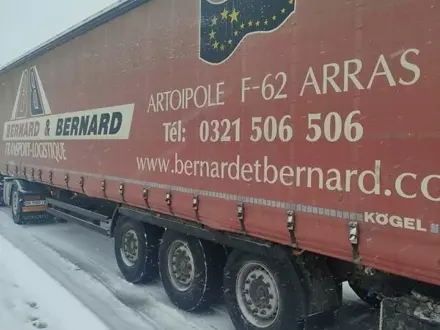 BERNARD & BERNARD
TRANSPORT-LOGISTIQUE
ARTOIPOLE F-62 ARRAS
Tél: 0321 506 506
www.bernardetbernard.co
KÖGEL